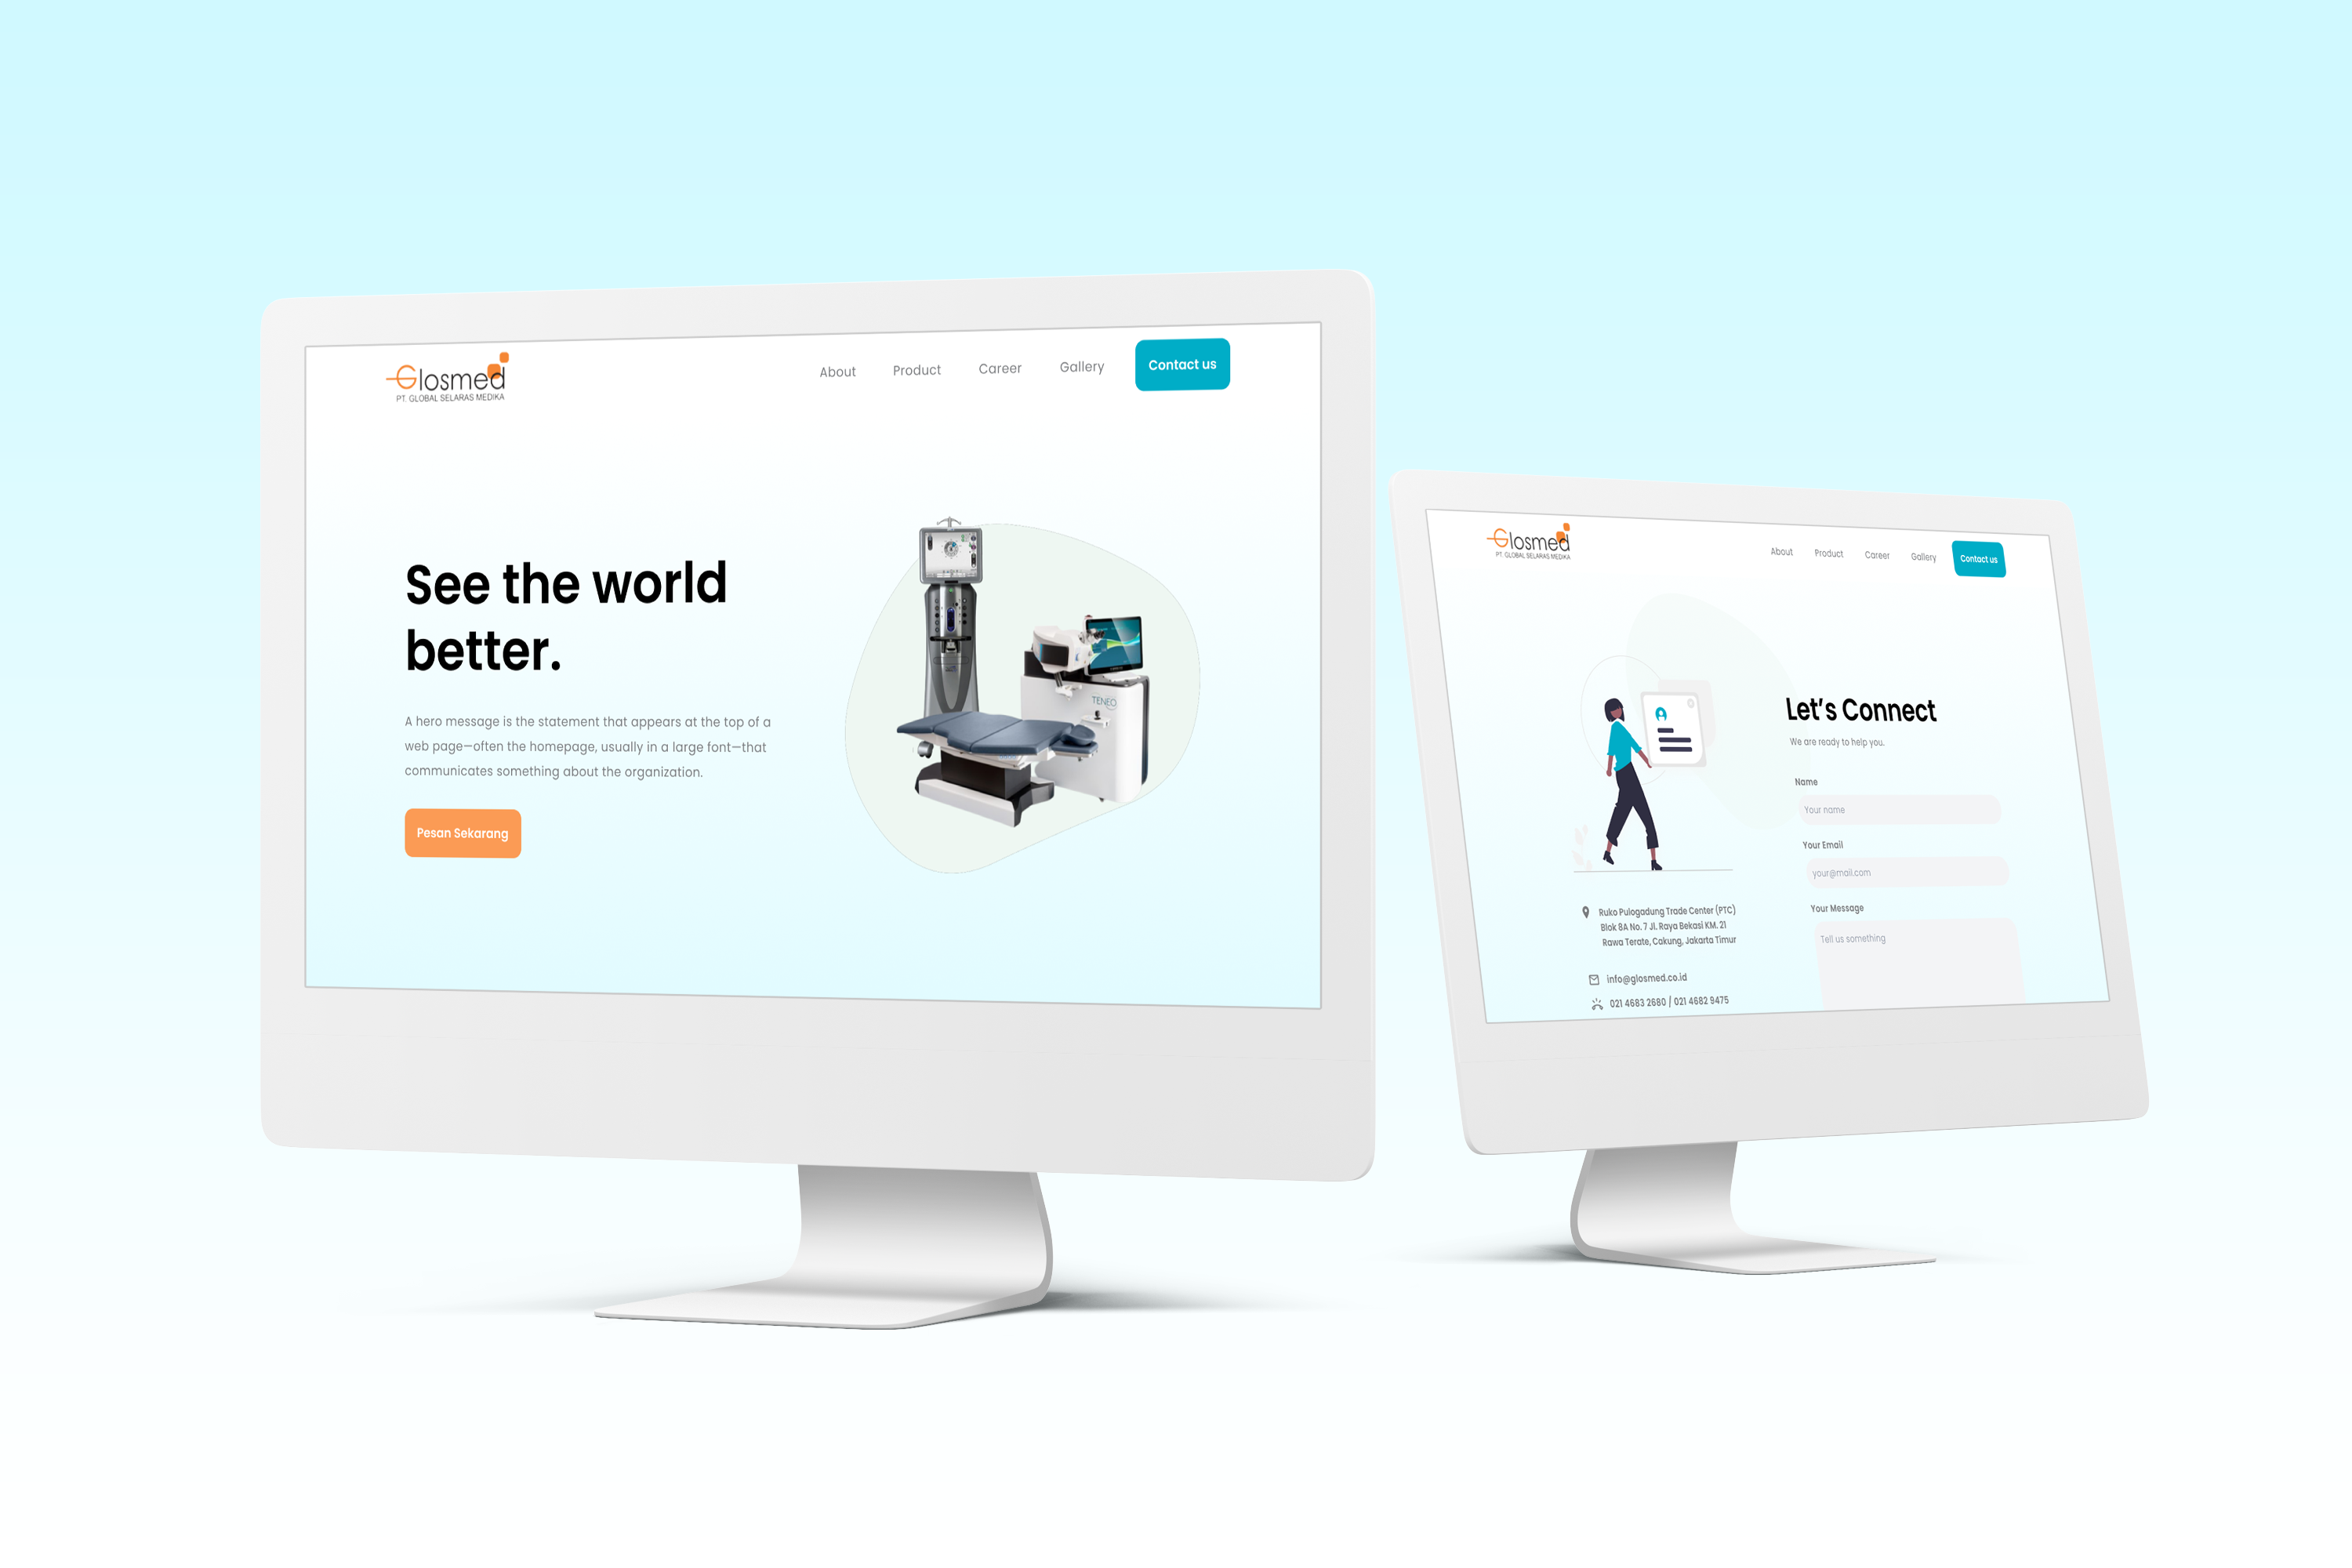 Glosmed
PT. GLOBAL SELARAS MEDIKA
About
Product
Career
Gallery
Contact us
See the world
better.
A hero message is the statement that appears at the top of a
web page—often the homepage, usually in a large font—that
communicates something about the organization.
Pesan Sekarang
TENEO
Glosmed
PT. GLOBAL SELARAS MEDIKA
About
Product
Career
Gallery
Contact us
Let's Connect
We are ready to help you.
Name
Your name
Your Email
your@mail.com
Your Message
Tell us something
Ruko Pulogadung Trade Center (PTC)
Blok 8A No. 7 Jl. Raya Bekasi KM. 21
Rawa Terate, Cakung, Jakarta Timur
info@glosmed.co.id
021 4683 2680 / 021 4682 9475